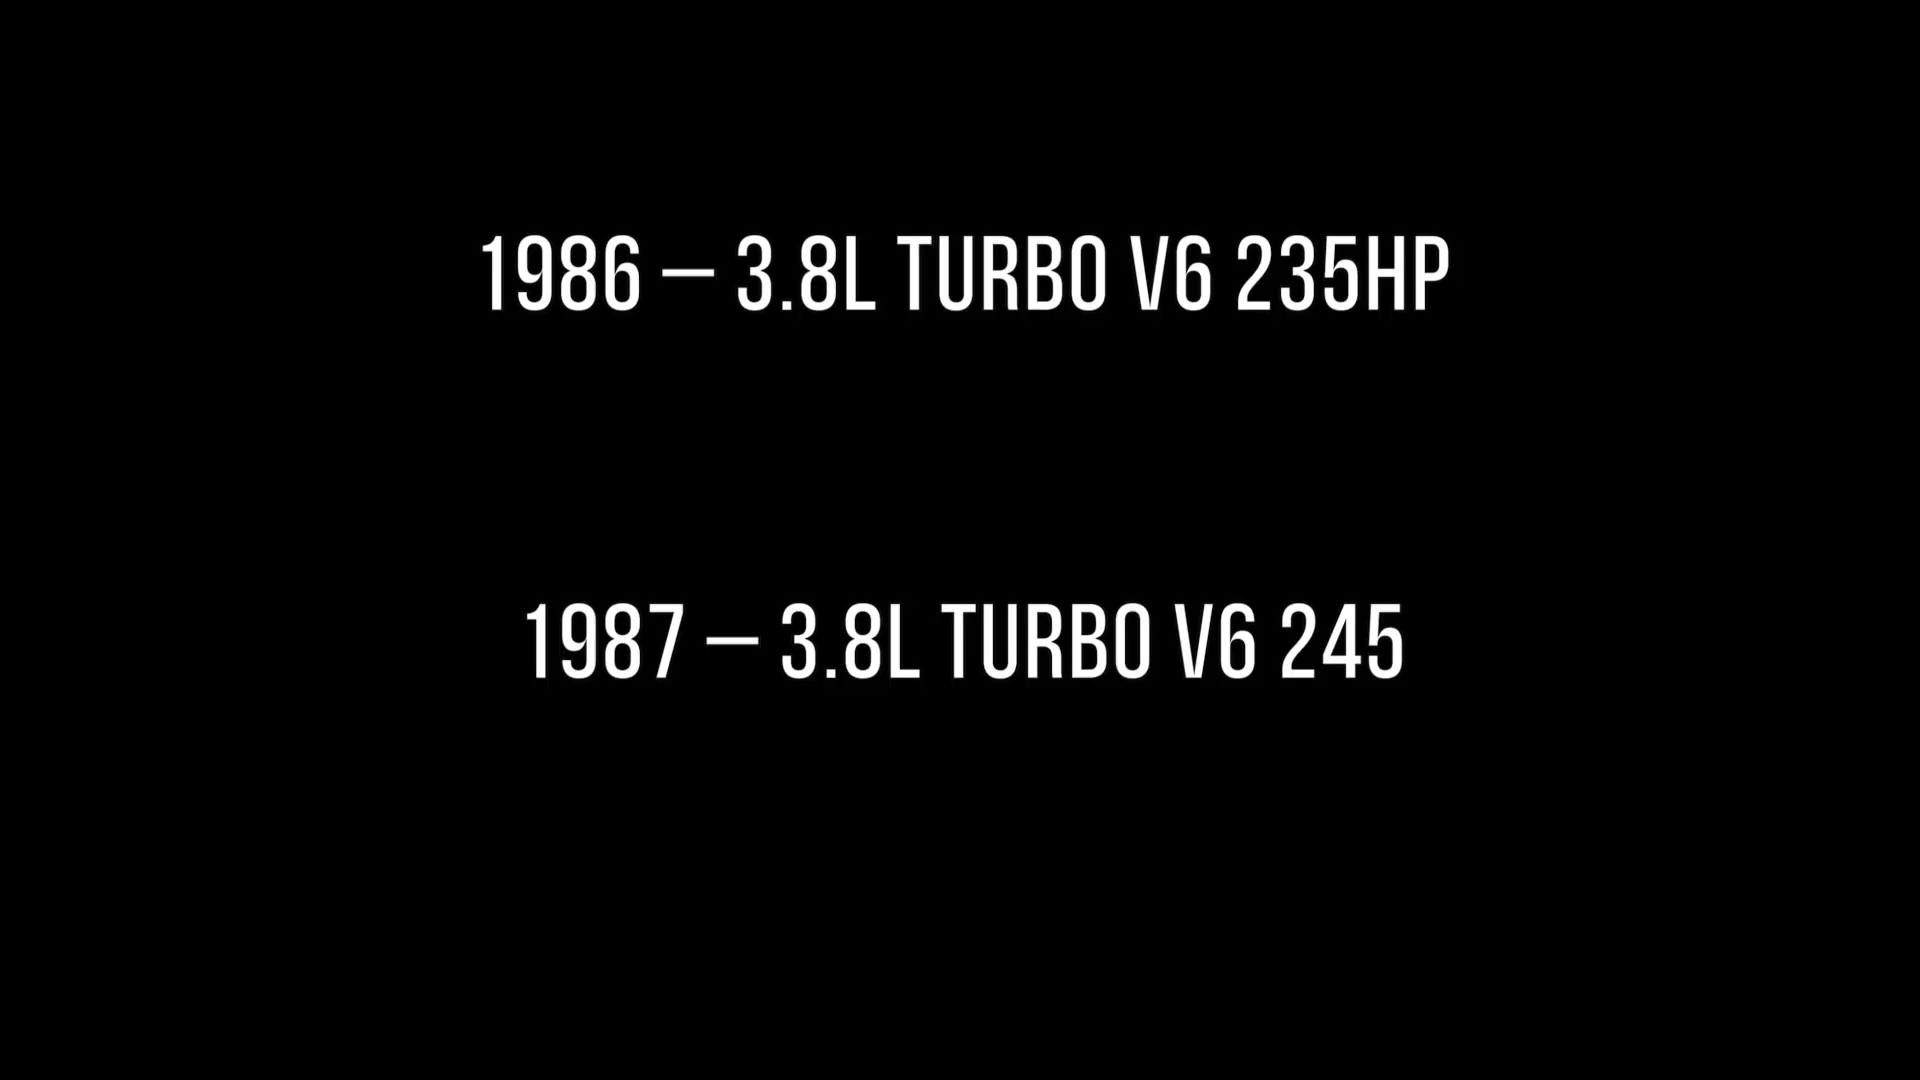 1986 – 3.8L TURBO V6 235HP
1987 – 3.8L TURBO V6 245